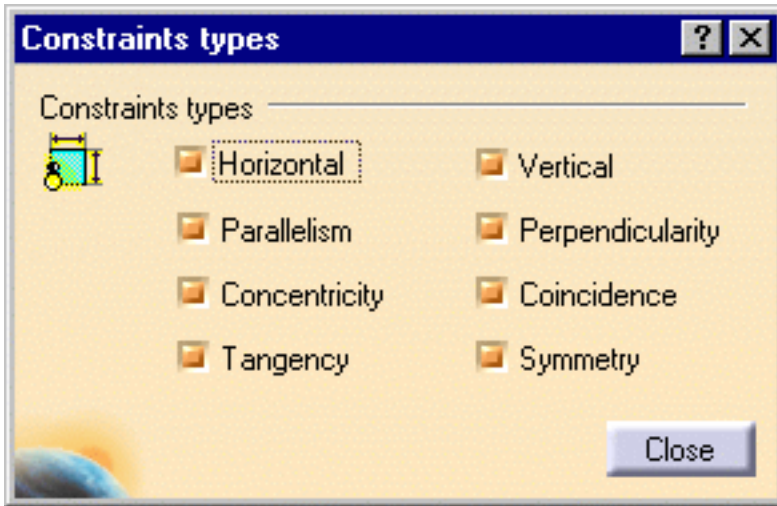 Constraints types
Constraints types
Horizontal Vertical
Parallelism Perpendicularity
Concentricity Coincidence
Tangency Symmetry
Close